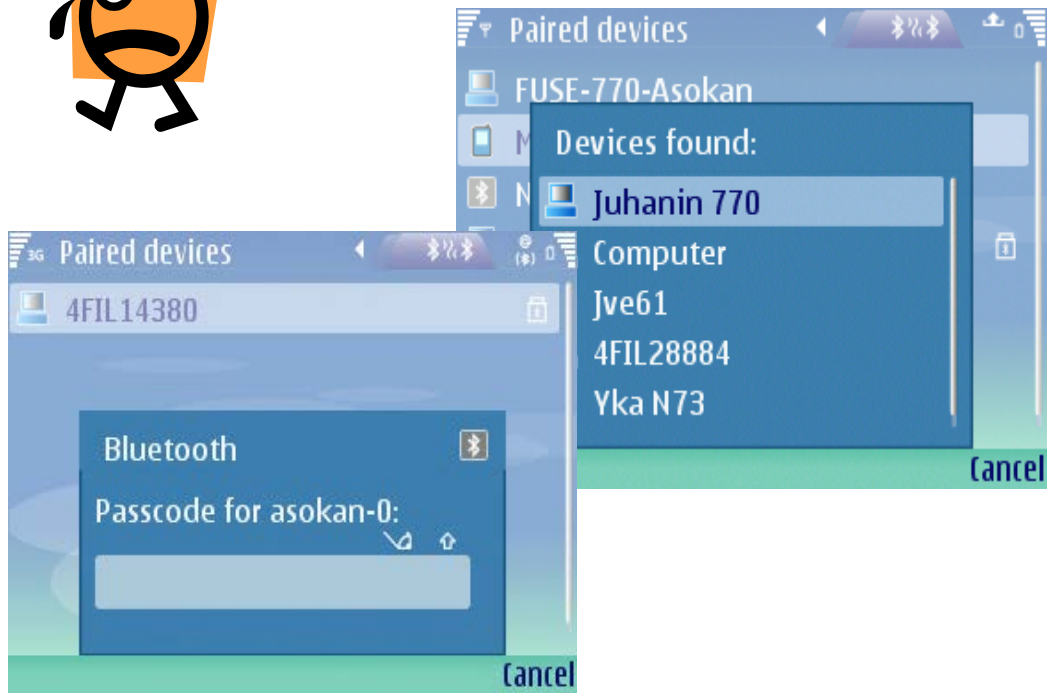 Paired devices
FUSE-770-Asokan
M
N
Devices found:
Juhanin 770
Computer
Jve61
4FIL28884
Yka N73
Cancel
3G Paired devices
4FIL14380
Bluetooth
Passcode for asokan-0:
Cancel